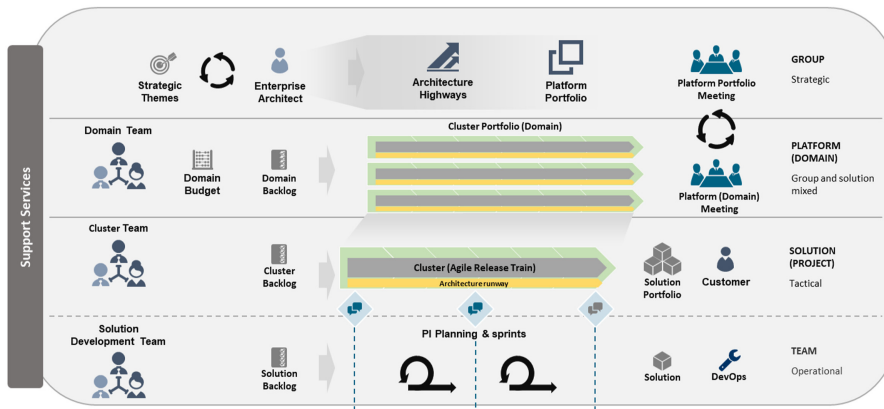 Support Services
Strategic
Themes
Enterprise
Architect
Architecture
Highways
Platform
Portfolio
Platform Portfolio
Meeting
GROUP
Strategic
Domain Team
Domain
Budget
Domain
Backlog
Cluster Portfolio (Domain)
Platform (Domain)
Meeting
PLATFORM
(DOMAIN)
Group and solution
mixed
Cluster Team
Cluster
Backlog
Cluster (Agile Release Train)
Architecture runway
Solution
Portfolio
Customer
SOLUTION
(PROJECT)
Tactical
Solution
Development Team
Solution
Backlog
PI Planning & sprints
Solution
DevOps
TEAM
Operational